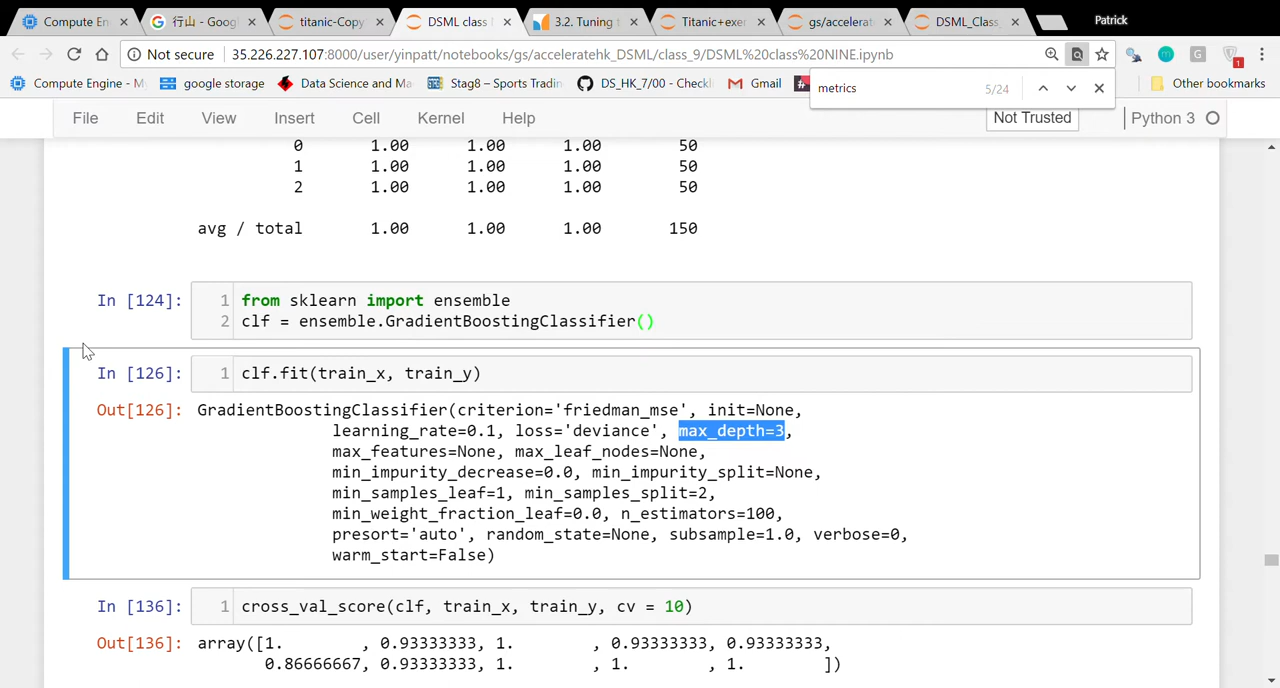 Compute En
行山 - Goog
titanic-Copy
DSML class
3.2. Tuning
Titanic+exer
gs/accelerat
DSML_Class_
Patrick
Not secure 35.226.227.107:8000/user/yinpatt/notebooks/gs/acceleratehk_DSML/class_9/DSML%20class%20NINE.ipynb
Compute Engine - My
google storage
Data Science and Ma
Stag8 – Sports Tradin
DS_HK_7/00 - Checkl
Gmail
Other bookmarks
metrics 5/24
File Edit View Insert Cell Kernel Help
Not Trusted Python 3
0 1.00 1.00 1.00 50
1 1.00 1.00 1.00 50
2 1.00 1.00 1.00 50
avg / total 1.00 1.00 1.00 150
In [124]: 1 from sklearn import ensemble
2 clf = ensemble.GradientBoostingClassifier()
In [126]: 1 clf.fit(train_x, train_y)
Out[126]: GradientBoostingClassifier(criterion='friedman_mse', init=None,
learning_rate=0.1, loss='deviance', max_depth=3,
max_features=None, max_leaf_nodes=None,
min_impurity_decrease=0.0, min_impurity_split=None,
min_samples_leaf=1, min_samples_split=2,
min_weight_fraction_leaf=0.0, n_estimators=100,
presort='auto', random_state=None, subsample=1.0, verbose=0,
warm_start=False)
In [136]: 1 cross_val_score(clf, train_x, train_y, cv = 10)
Out[136]: array([1. , 0.93333333, 1. , 0.93333333, 0.93333333,
0.86666667, 0.93333333, 1. , 1. , 1. ])